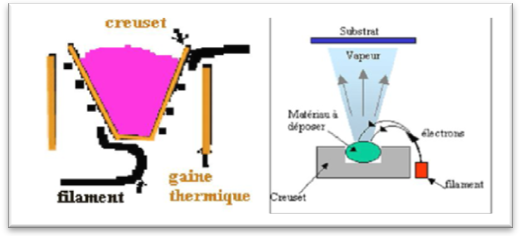 creuset
filament
gaine
thermique
Substrat
Vapeur
Matériau à
déposer
électrons
Creuset
filament